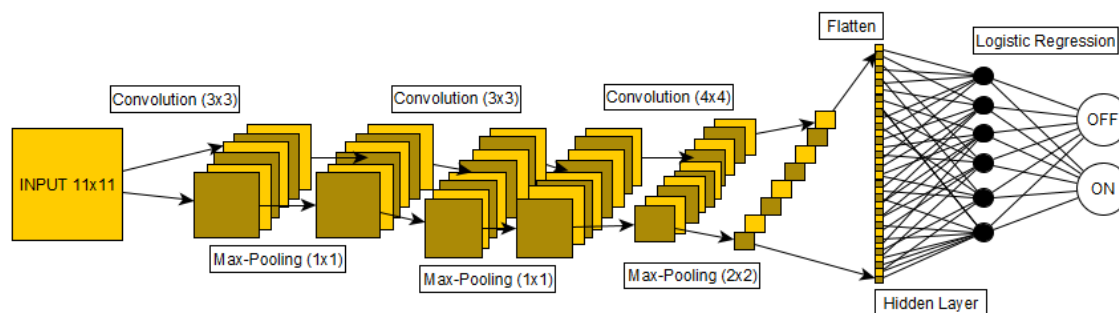 Flatten
Logistic Regression
Convolution (3x3)
Convolution (3x3)
Convolution (4x4)
INPUT 11x11
OFF
ON
Max-Pooling (1x1)
Max-Pooling (1x1)
Max-Pooling (2x2)
Hidden Layer